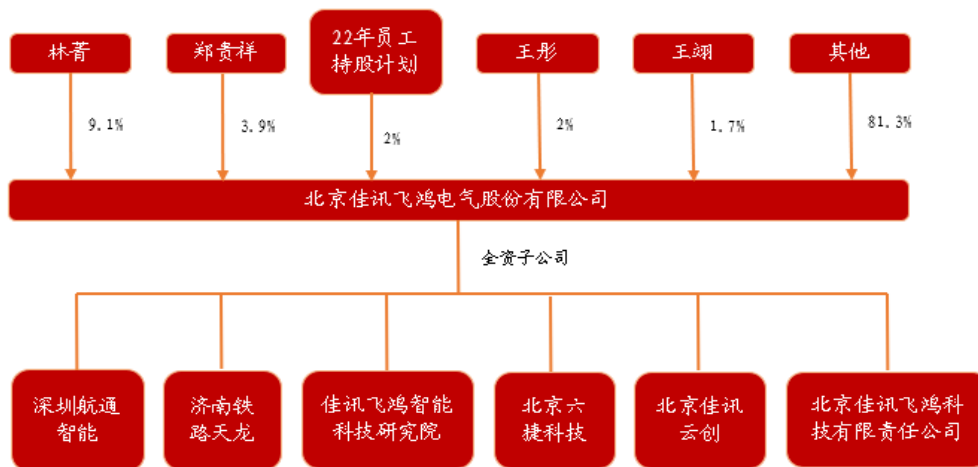 林菁
郑贵祥
22年员工
持股计划
王彤
王翊
其他
9.1%
3.9%
2%
2%
1.7%
81.3%
北京佳讯飞鸿电气股份有限公司
全资子公司
深圳航通
智能
济南铁
路天龙
佳讯飞鸿智能
科技研究院
北京六
捷科技
北京佳讯
云创
北京佳讯飞鸿科
技有限责任公司